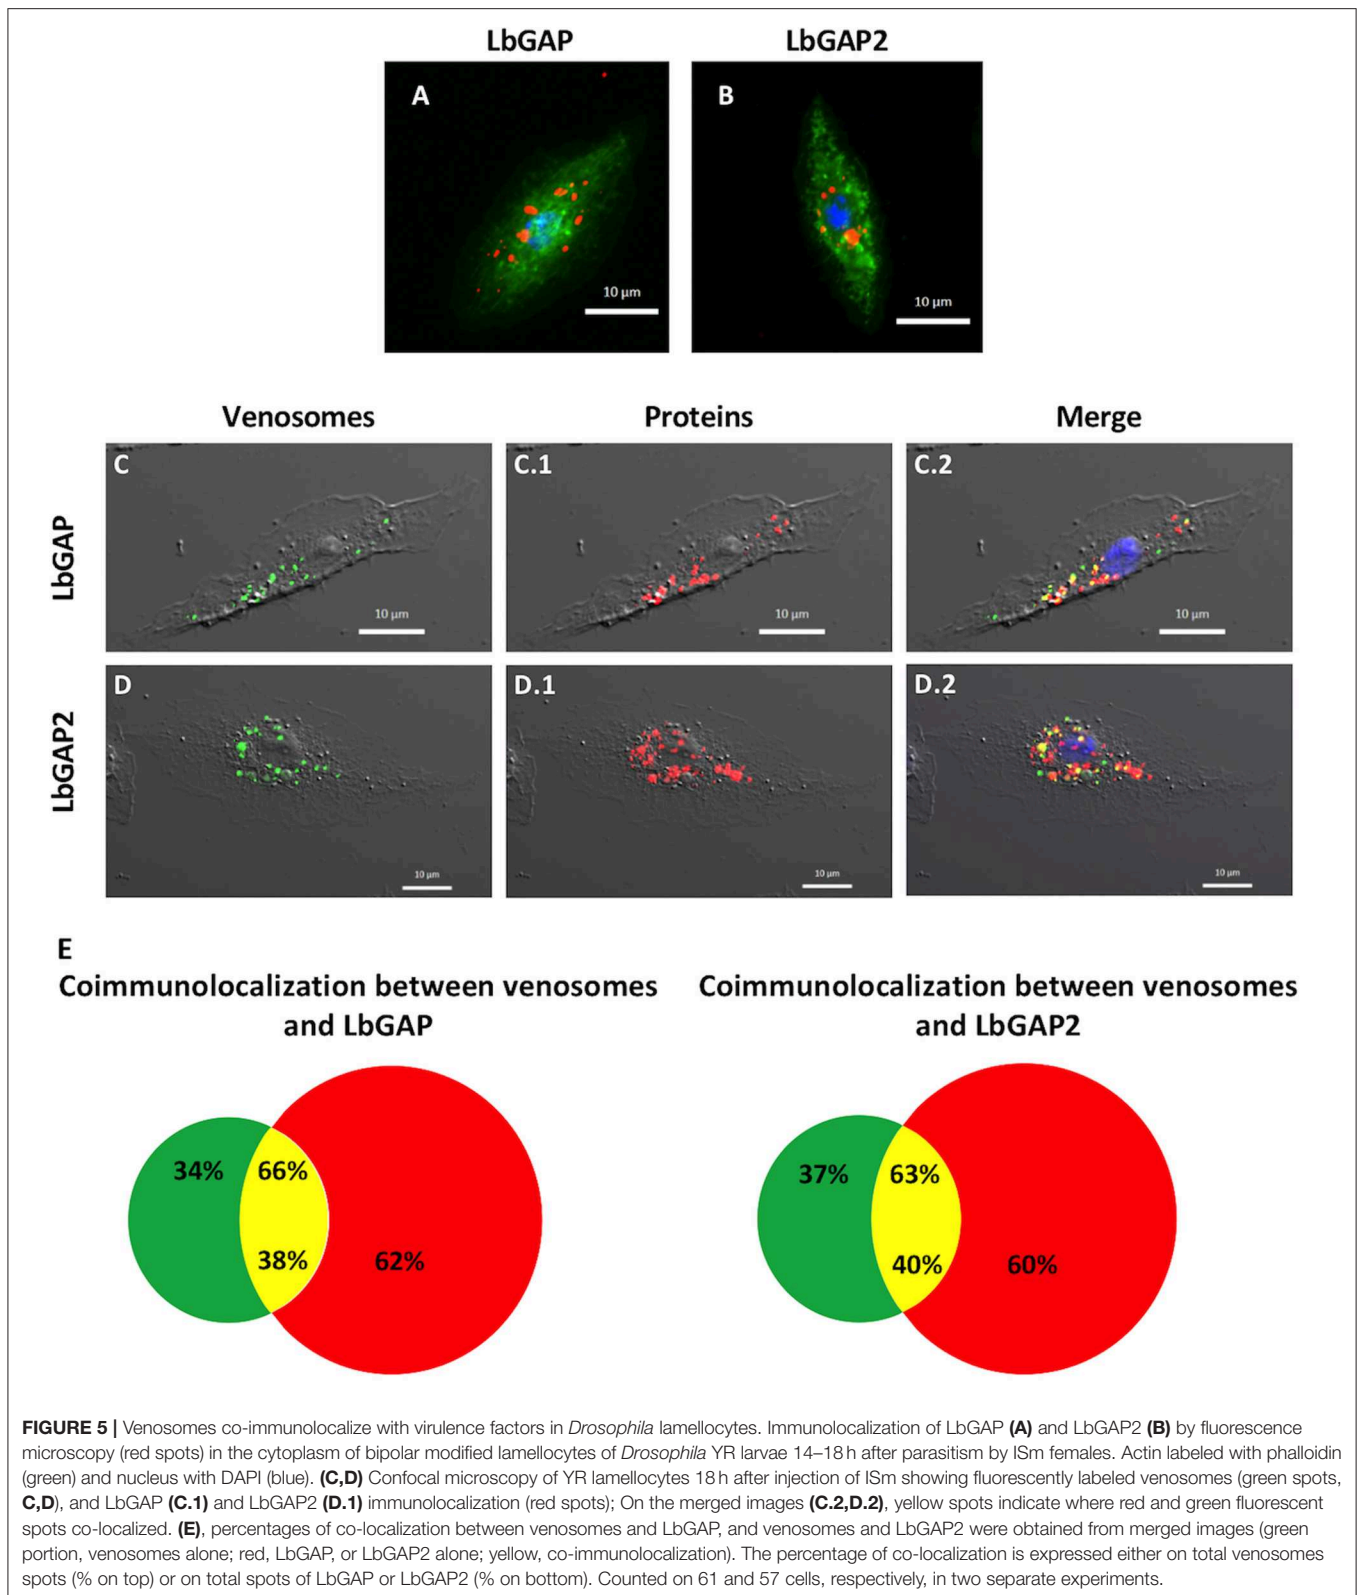 LbGAP
LbGAP2
A
B
10 µm
10 µm
Venosomes
Proteins
Merge
LbGAP
C
C.1
C.2
10 µm
10 µm
10 µm
LbGAP2
D
D.1
D.2
10 µm
10 µm
10 µm
E
Coimmunolocalization between venosomes
and LbGAP
Coimmunolocalization between venosomes
and LbGAP2
34%
66%
38%
62%
37%
63%
40%
60%
FIGURE 5 | Venosomes co-immunolocalize with virulence factors in Drosophila lamellocytes. Immunolocalization of LbGAP (A) and LbGAP2 (B) by fluorescence
microscopy (red spots) in the cytoplasm of bipolar modified lamellocytes of Drosophila YR larvae 14–18 h after parasitism by ISm females. Actin labeled with phalloidin
(green) and nucleus with DAPI (blue). (C,D) Confocal microscopy of YR lamellocytes 18 h after injection of ISm showing fluorescently labeled venosomes (green spots,
C,D), and LbGAP (C.1) and LbGAP2 (D.1) immunolocalization (red spots); On the merged images (C.2,D.2), yellow spots indicate where red and green fluorescent
spots co-localized. (E), percentages of co-localization between venosomes and LbGAP, and venosomes and LbGAP2 were obtained from merged images (green
portion, venosomes alone; red, LbGAP, or LbGAP2 alone; yellow, co-immunolocalization). The percentage of co-localization is expressed either on total venosomes
spots (% on top) or on total spots of LbGAP or LbGAP2 (% on bottom). Counted on 61 and 57 cells, respectively, in two separate experiments.